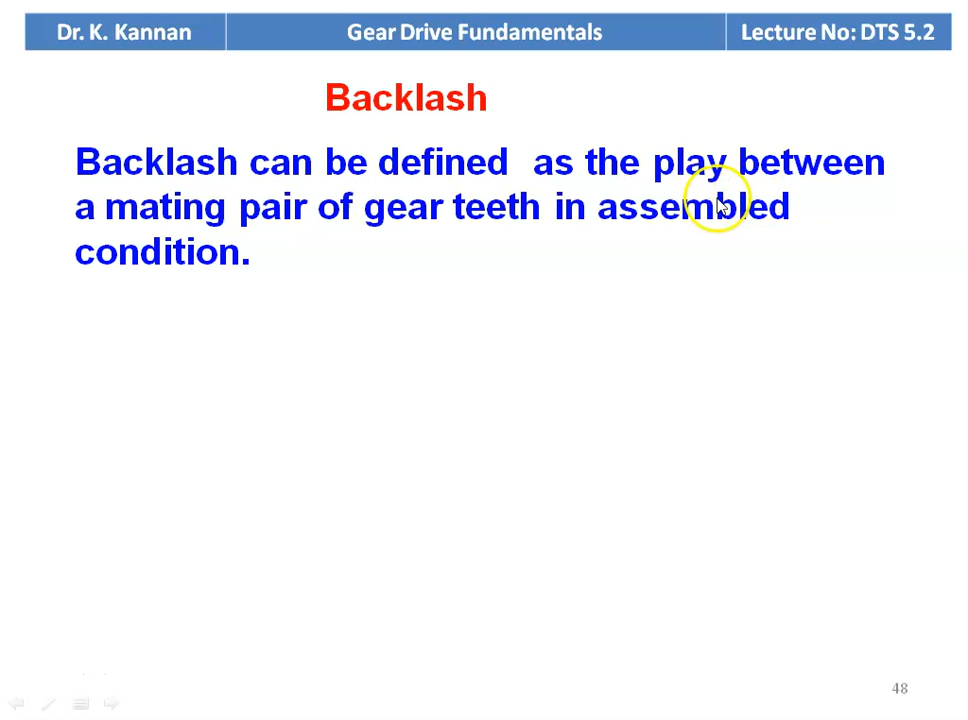 Dr. K. Kannan
Gear Drive Fundamentals
Lecture No: DTS 5.2
Backlash
Backlash can be defined as the play between
a mating pair of gear teeth in assembled
condition.
48